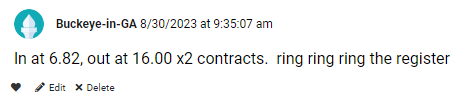 Buckeye-in-GA 8/30/2023 at 9:35:07 am
In at 6.82, out at 16.00 x2 contracts.  ring ring ring the register
Edit Delete